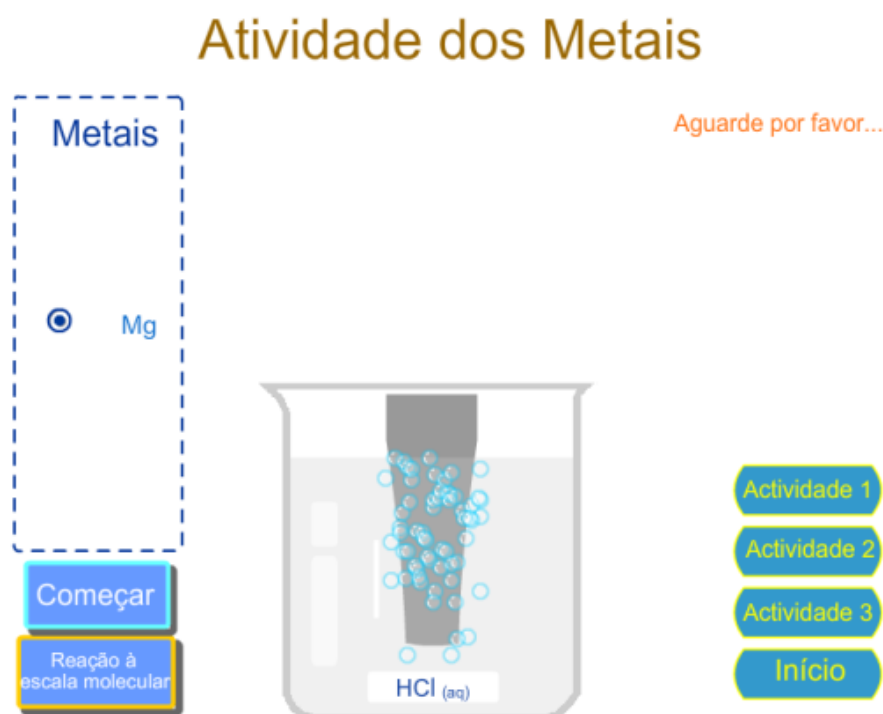 Atividade dos Metais
Metais
Aguarde por favor...
Mg
Começar
Reação à
escala molecular
HCl (aq)
Actividade 1
Actividade 2
Actividade 3
Início